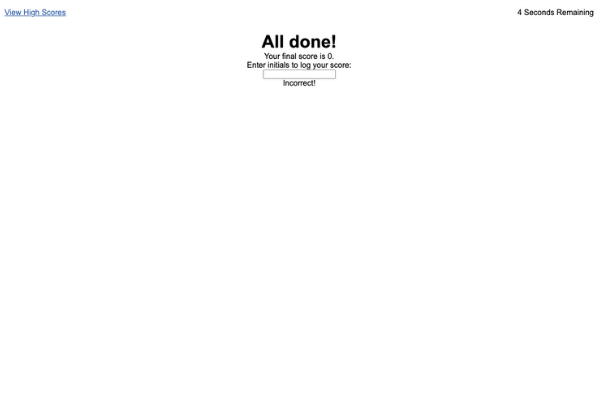 View High Scores
4 Seconds Remaining
All done!
Your final score is 0.
Enter initials to log your score:
Incorrect!